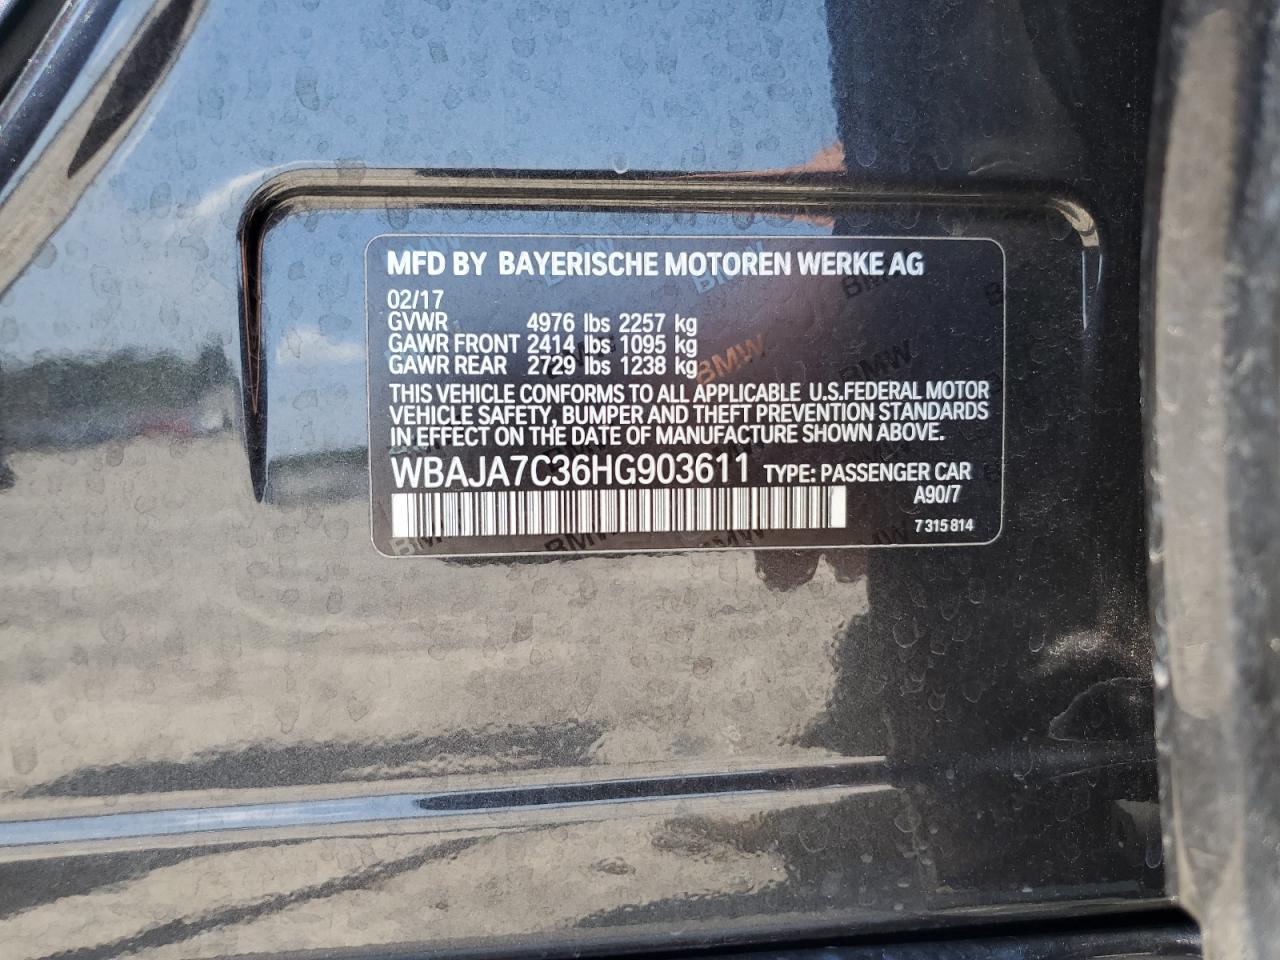 MFD BY BAYERISCHE MOTOREN WERKE AG
02/17
GVWR 4976 lbs 2257 kg
GAWR FRONT 2414 lbs 1095 kg
GAWR REAR 2729 lbs 1238 kg
THIS VEHICLE CONFORMS TO ALL APPLICABLE U.S.FEDERAL MOTOR
VEHICLE SAFETY, BUMPER AND THEFT PREVENTION STANDARDS
IN EFFECT ON THE DATE OF MANUFACTURE SHOWN ABOVE.
WBAJA7C36HG903611 TYPE: PASSENGER CAR
A90/7
7 315 814